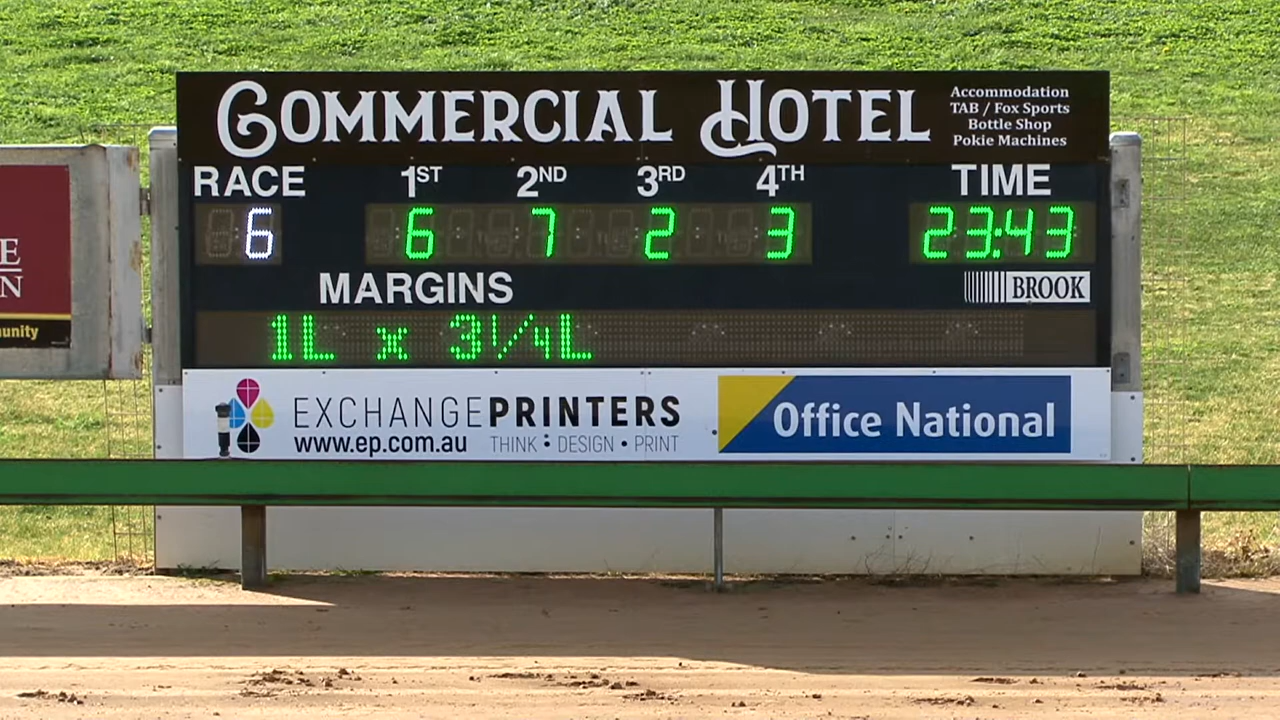 COMMERCIAL HOTEL
Accommodation
TAB / Fox Sports
Bottle Shop
Pokie Machines
RACE 1ST 2ND 3RD 4TH TIME
6 6 7 2 3 23:43
MARGINS
BROOK
1L x 3¼L
E
N
unity
EXCHANGEPRINTERS
www.ep.com.au THINK : DESIGN • PRINT
Office National